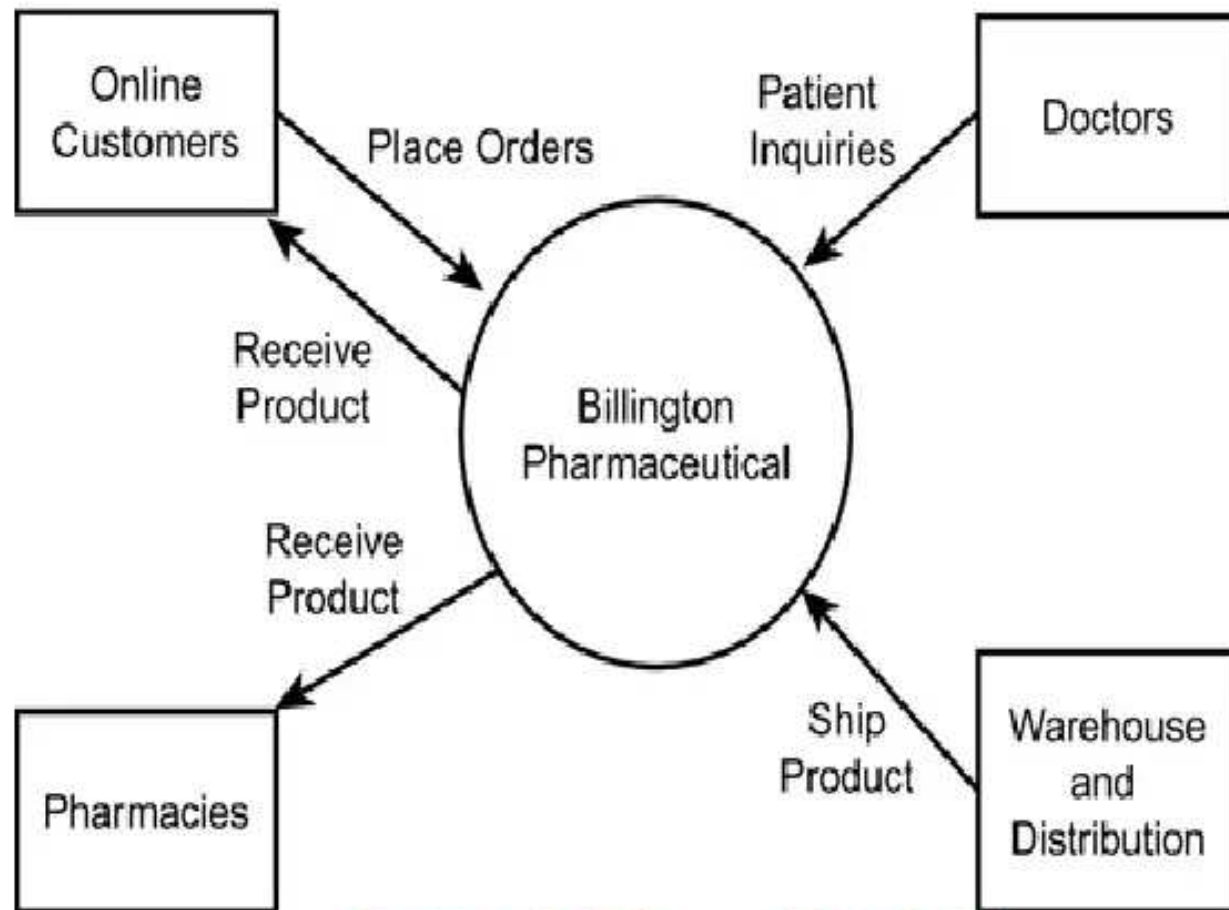 Online
Customers
Place Orders
Patient
Inquiries
Doctors
Receive
Product
Billington
Pharmaceutical
Receive
Product
Pharmacies
Ship
Product
Warehouse
and
Distribution